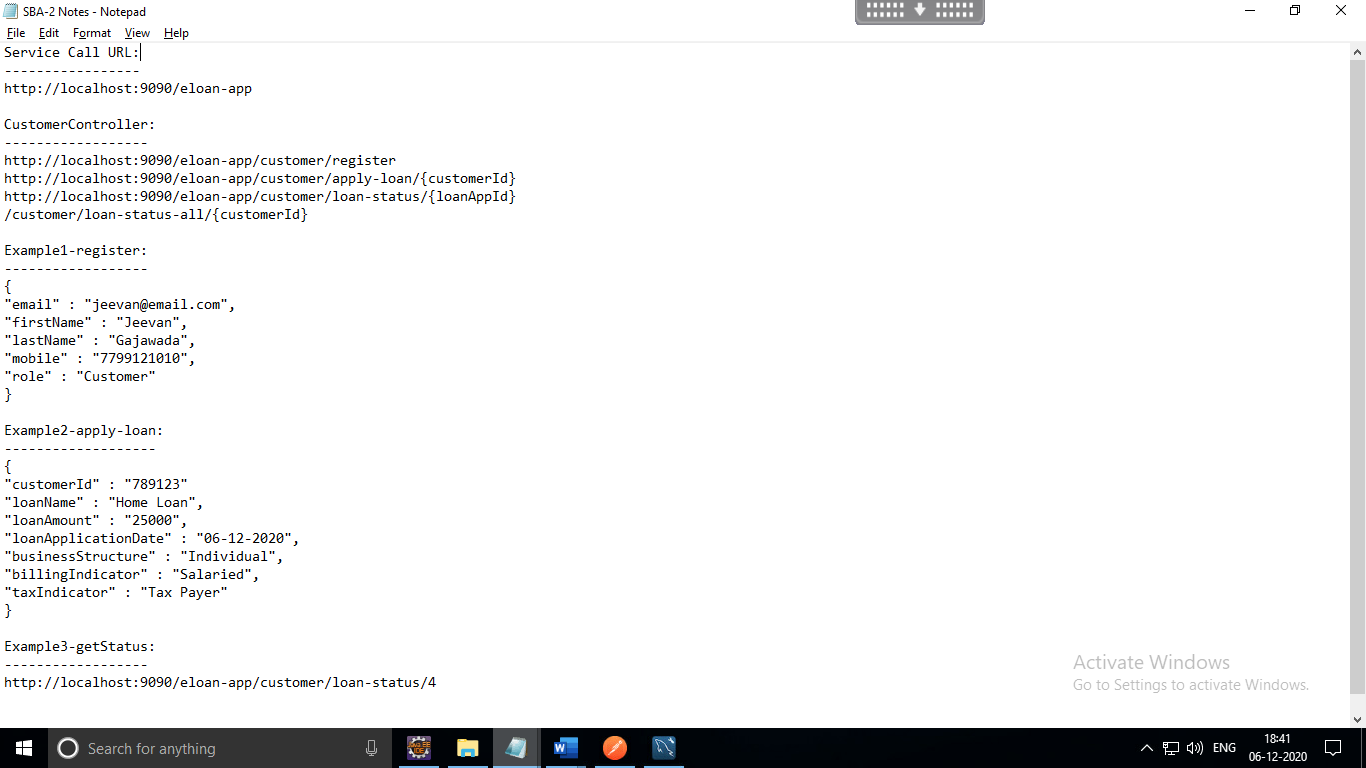 SBA-2 Notes - Notepad
File Edit Format View Help
Service Call URL:
-----------------
http://localhost:9090/eloan-app
CustomerController:
------------------
http://localhost:9090/eloan-app/customer/register
http://localhost:9090/eloan-app/customer/apply-loan/{customerId}
http://localhost:9090/eloan-app/customer/loan-status/{loanAppId}
/customer/loan-status-all/{customerId}
Example1-register:
------------------
{
"email" : "jeevan@email.com",
"firstName" : "Jeevan",
"lastName" : "Gajawada",
"mobile" : "7799121010",
"role" : "Customer"
}
Example2-apply-loan:
-------------------
{
"customerId" : "789123"
"loanName" : "Home Loan",
"loanAmount" : "25000",
"loanApplicationDate" : "06-12-2020",
"businessStructure" : "Individual",
"billingIndicator" : "Salaried",
"taxIndicator" : "Tax Payer"
}
Example3-getStatus:
------------------
http://localhost:9090/eloan-app/customer/loan-status/4
Activate Windows
Go to Settings to activate Windows.
Search for anything
ENG
18:41
06-12-2020